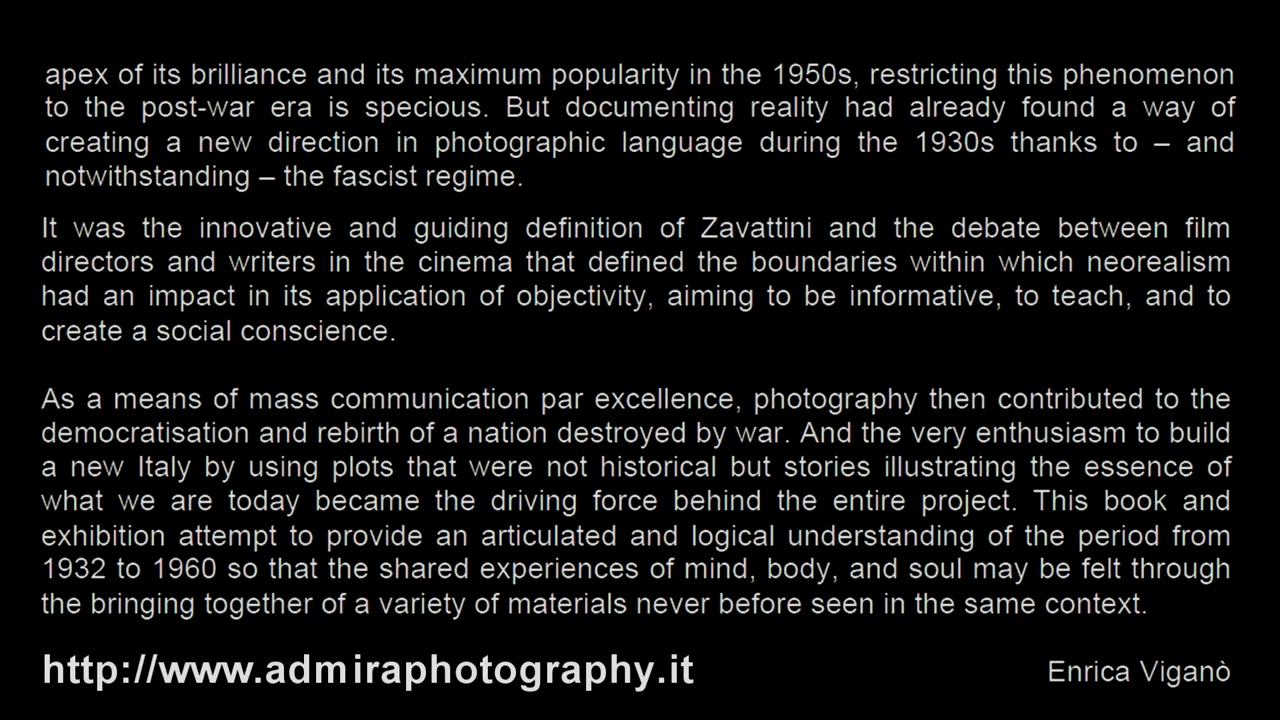 apex of its brilliance and its maximum popularity in the 1950s, restricting this phenomenon
to the post-war era is specious. But documenting reality had already found a way of
creating a new direction in photographic language during the 1930s thanks to – and
notwithstanding – the fascist regime.
It was the innovative and guiding definition of Zavattini and the debate between film
directors and writers in the cinema that defined the boundaries within which neorealism
had an impact in its application of objectivity, aiming to be informative, to teach, and to
create a social conscience.
As a means of mass communication par excellence, photography then contributed to the
democratisation and rebirth of a nation destroyed by war. And the very enthusiasm to build
a new Italy by using plots that were not historical but stories illustrating the essence of
what we are today became the driving force behind the entire project. This book and
exhibition attempt to provide an articulated and logical understanding of the period from
1932 to 1960 so that the shared experiences of mind, body, and soul may be felt through
the bringing together of a variety of materials never before seen in the same context.
http://www.admiraphotography.it
Enrica Viganò